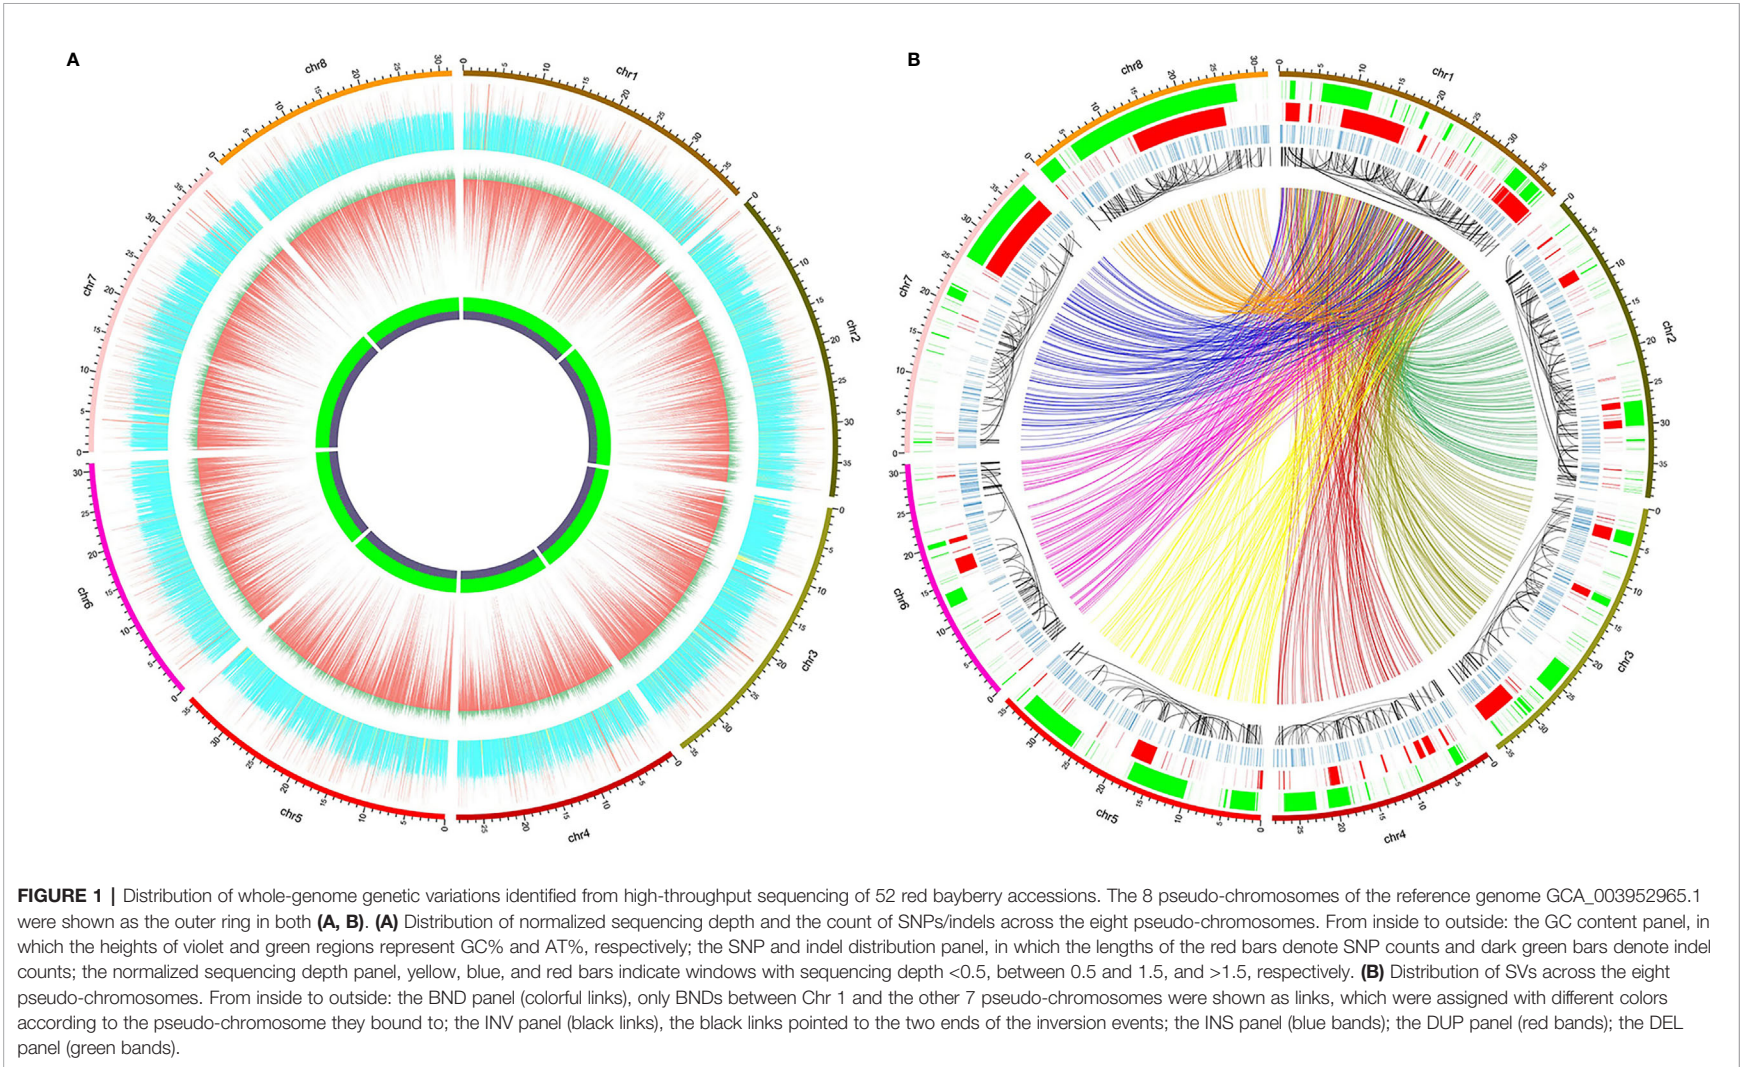 A
B
chr1
chr2
chr3
chr4
chr5
chr6
chr7
chr8
chr1
chr2
chr3
chr4
chr5
chr6
chr7
chr8
FIGURE 1 | Distribution of whole-genome genetic variations identified from high-throughput sequencing of 52 red bayberry accessions. The 8 pseudo-chromosomes of the reference genome GCA_003952965.1
were shown as the outer ring in both (A, B). (A) Distribution of normalized sequencing depth and the count of SNPs/indels across the eight pseudo-chromosomes. From inside to outside: the GC content panel, in
which the heights of violet and green regions represent GC% and AT%, respectively; the SNP and indel distribution panel, in which the lengths of the red bars denote SNP counts and dark green bars denote indel
counts; the normalized sequencing depth panel, yellow, blue, and red bars indicate windows with sequencing depth <0.5, between 0.5 and 1.5, and >1.5, respectively. (B) Distribution of SVs across the eight
pseudo-chromosomes. From inside to outside: the BND panel (colorful links), only BNDs between Chr 1 and the other 7 pseudo-chromosomes were shown as links, which were assigned with different colors
according to the pseudo-chromosome they bound to; the INV panel (black links), the black links pointed to the two ends of the inversion events; the INS panel (blue bands); the DUP panel (red bands); the DEL
panel (green bands).